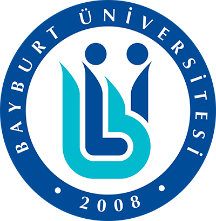 BAYBURT ÜNİVERSİTESİ
• 2008 •